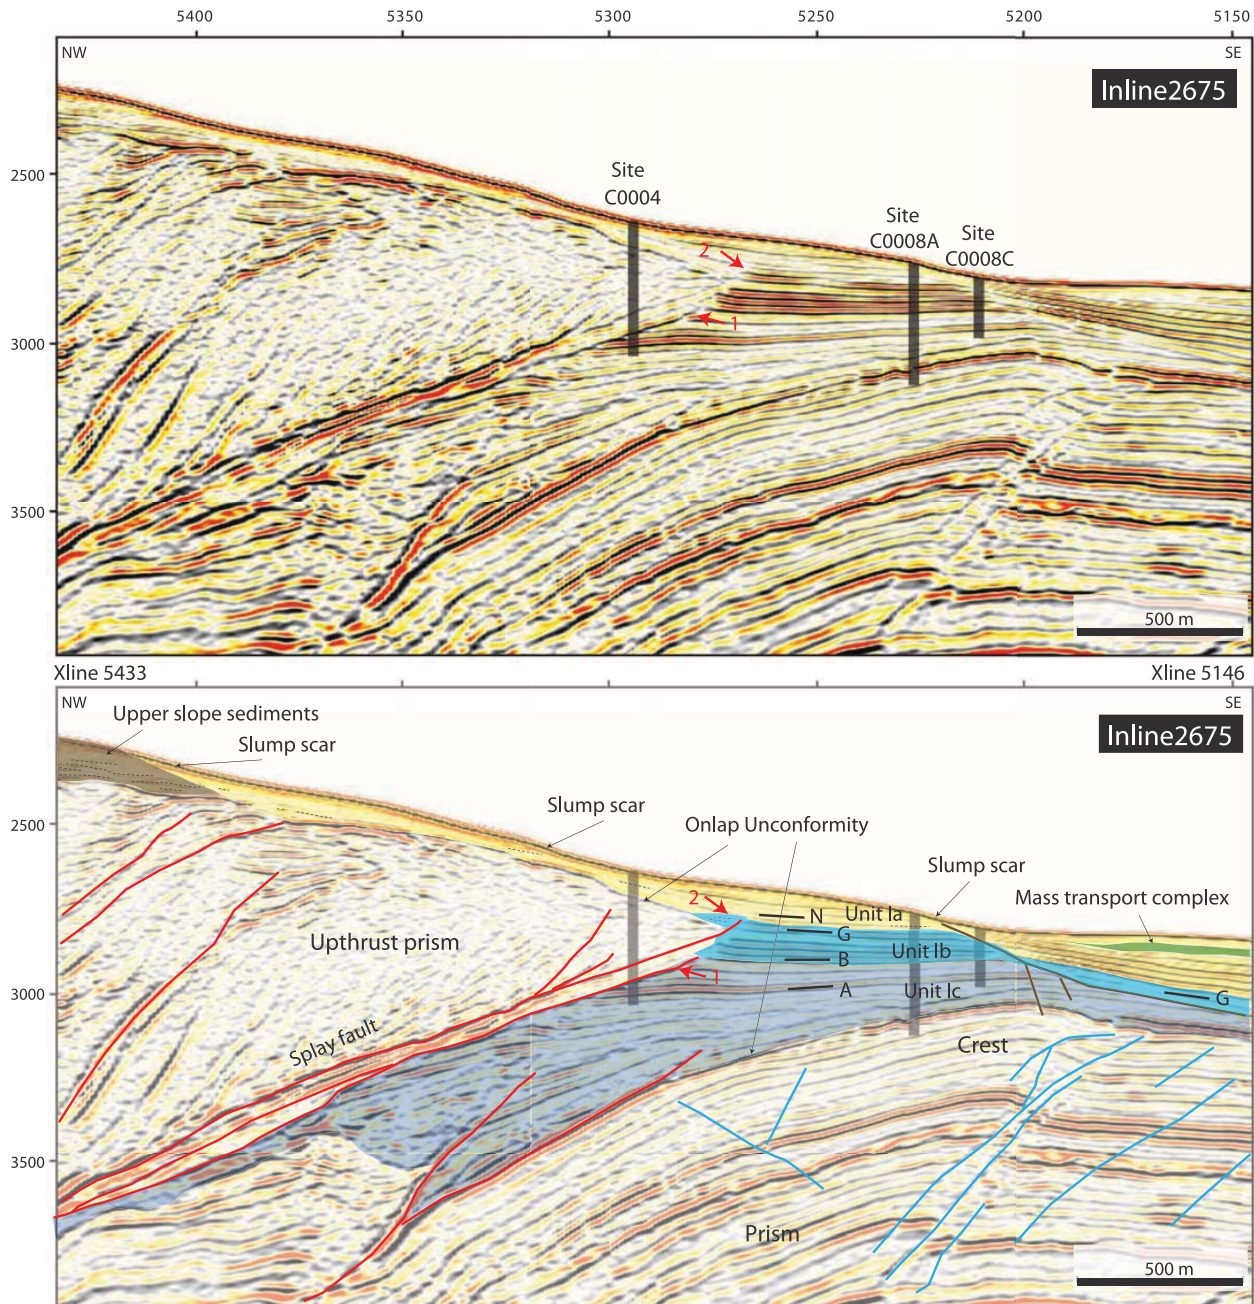 5400 5350 5300 5250 5200 5150
NW SE
Inline2675
2500
3000
3500
Site
C0004
Site
C0008A
Site
C0008C
2
1
500 m
Xline 5433 Xline 5146
NW SE
Inline2675
Upper slope sediments
Slump scar
Slump scar
Onlap Unconformity
Slump scar
Mass transport complex
2500
3000
3500
2
N
Unit Ia
G
Unit Ib
B
1
A
Unit Ic
G
Upthrust prism
Splay fault
Crest
Prism
500 m